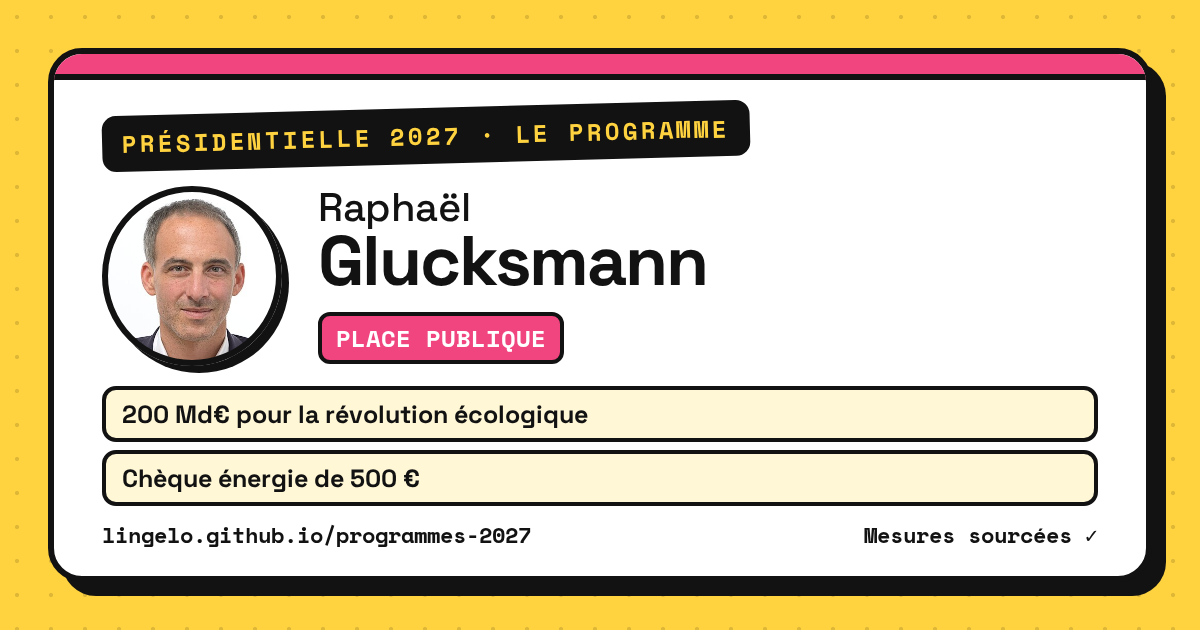 PRÉSIDENTIELLE 2027 · LE PROGRAMME
Raphaël
Glucksmann
PLACE PUBLIQUE
200 Md€ pour la révolution écologique
Chèque énergie de 500 €
lingelo.github.io/programmes-2027
Mesures sourcées ✓